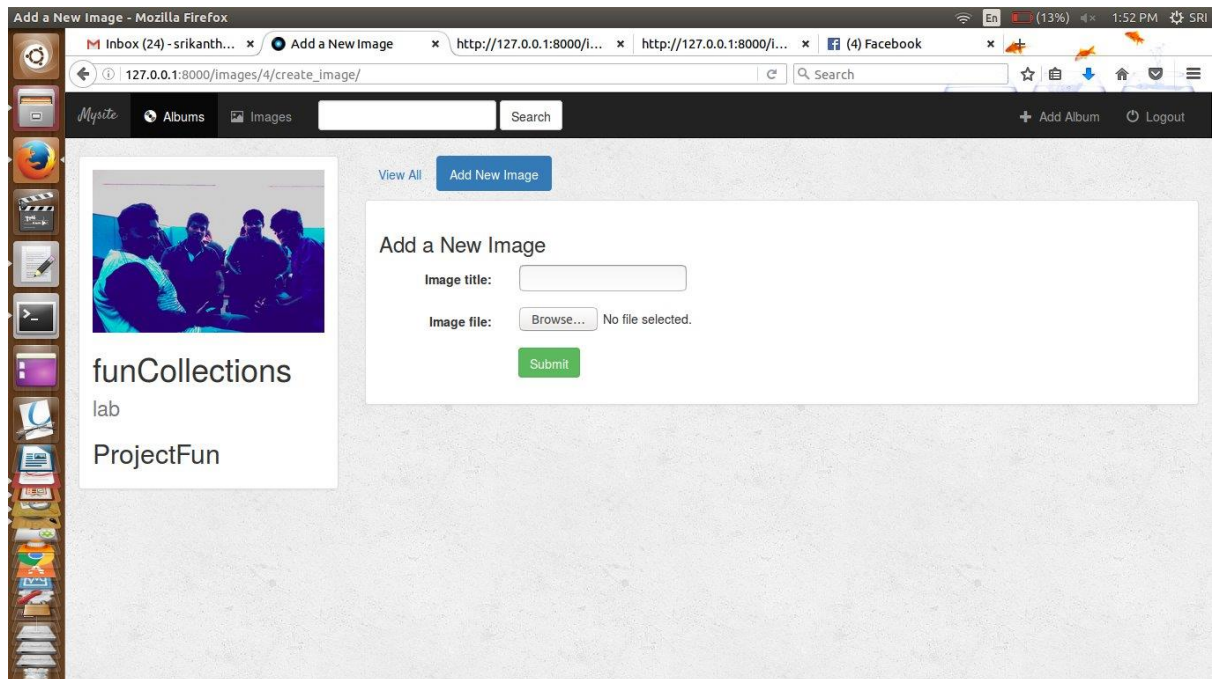 Add a New Image - Mozilla Firefox
En (13%) 1:52 PM SRI
M Inbox (24) - srikanth... × Add a New Image × http://127.0.0.1:8000/i... × http://127.0.0.1:8000/i... × (4) Facebook × +
127.0.0.1:8000/images/4/create_image/ Search
Mysite Albums Images Search + Add Album Logout
View All Add New Image
Add a New Image
Image title:
Image file: Browse... No file selected.
Submit
funCollections
lab
ProjectFun